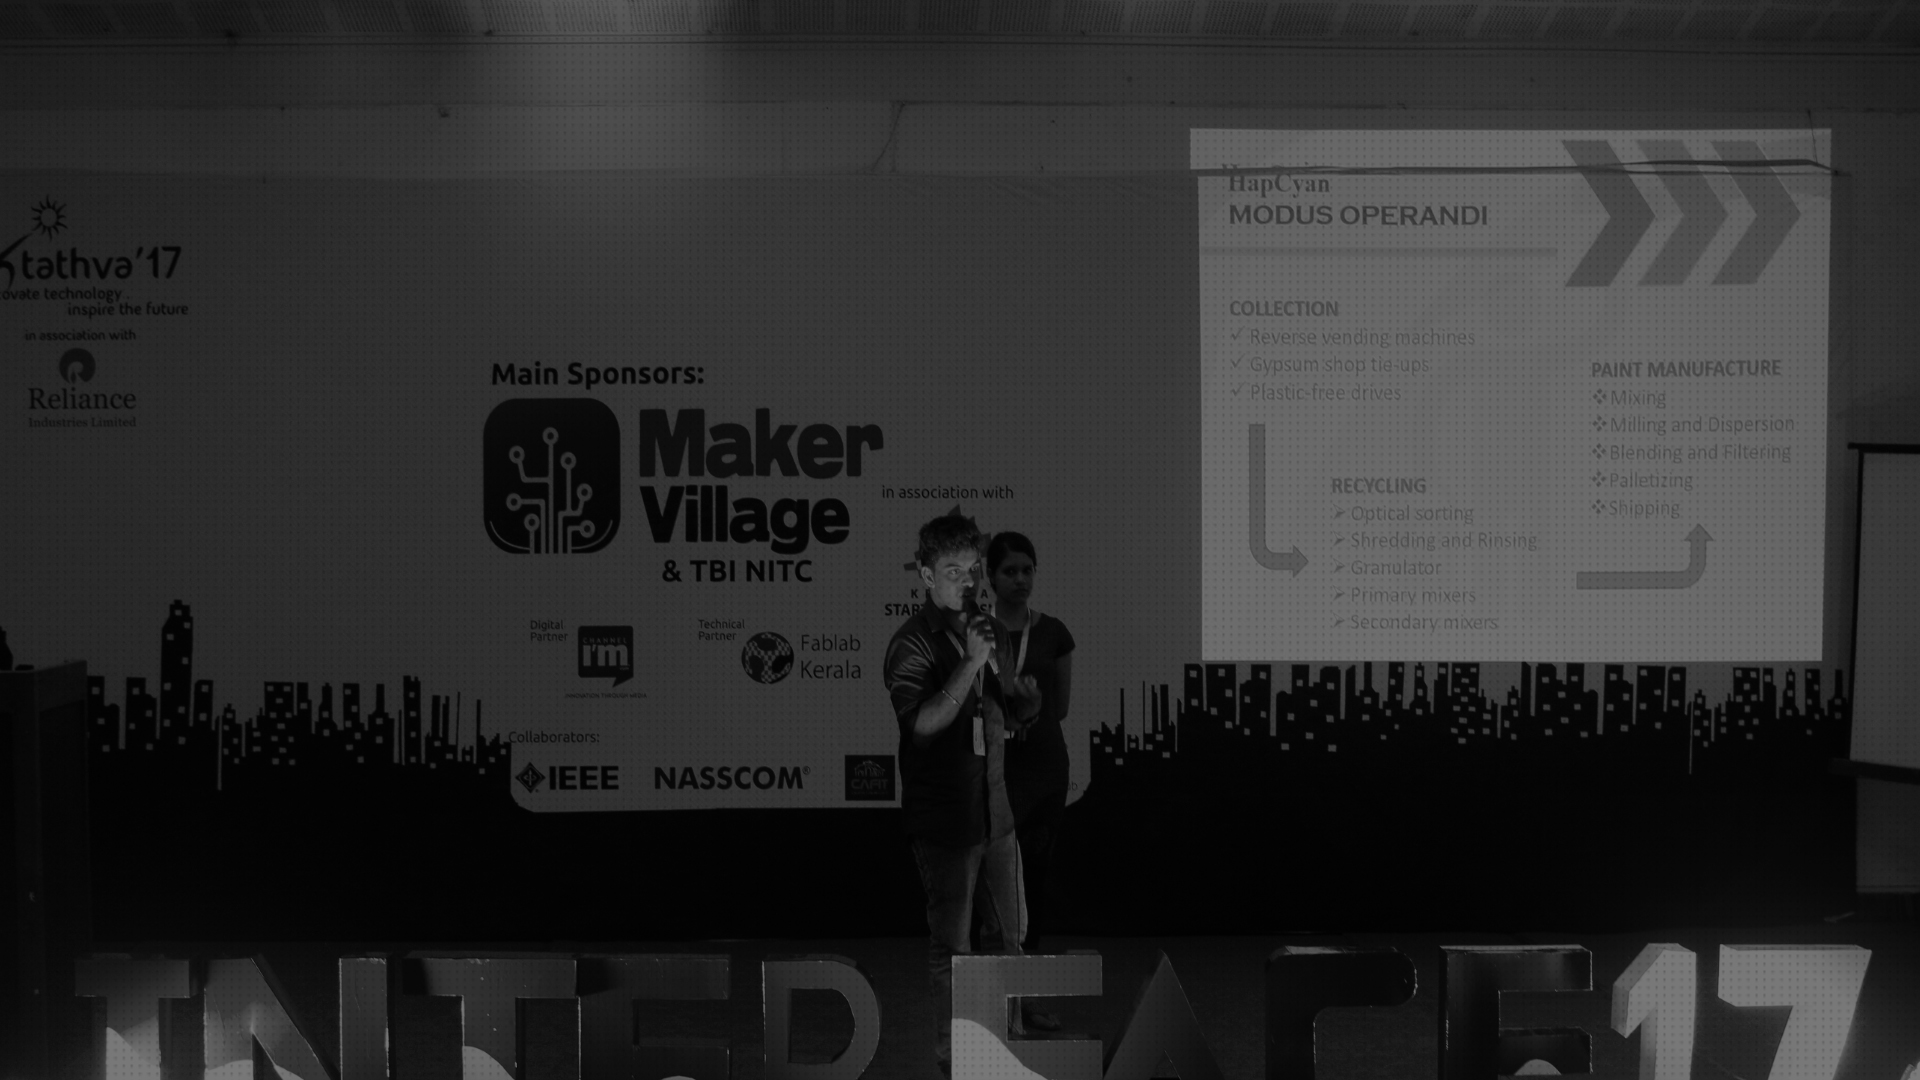 tathva'17
inspire the future
in association with
Reliance
Industries Limited
Main Sponsors:
Maker
Village
& TBI NITC
in association with
Digital
Partner
CHANNEL
i'm
Technical
Partner
Fablab
Kerala
Collaborators:
IEEE
NASSCOM®
HapCyan
MODUS OPERANDI
COLLECTION
✓ Reverse vending machines
✓ Gypsum shop tie-ups
✓ Plastic-free drives
RECYCLING
➢ Optical sorting
➢ Shredding and Rinsing
➢ Granulator
➢ Primary mixers
➢ Secondary mixers
PAINT MANUFACTURE
❖ Mixing
❖ Milling and Dispersion
❖ Blending and Filtering
❖ Palletizing
❖ Shipping
INTERFACE17